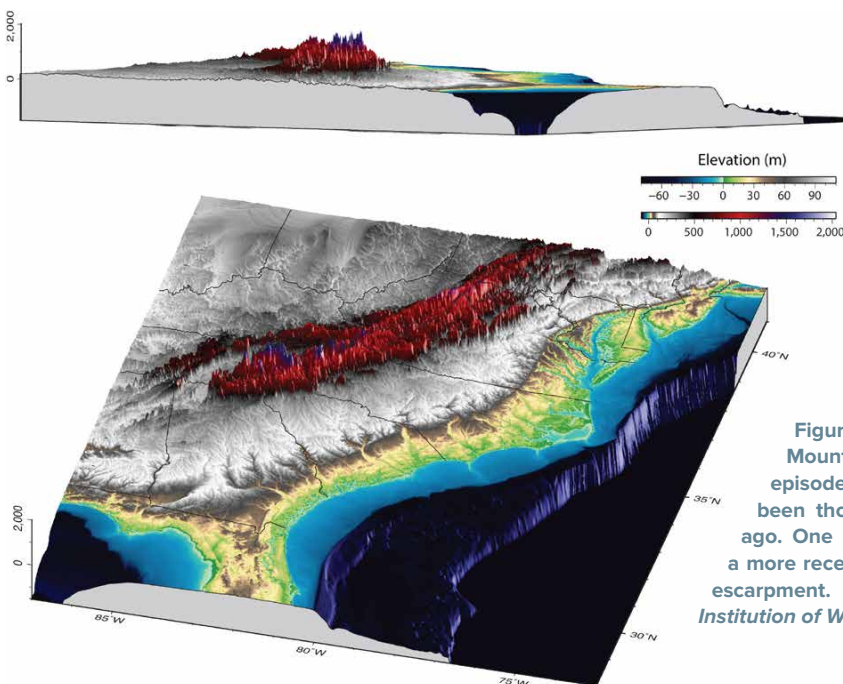 2,000
0
Elevation (m)
−60 −30 0 30 60 90
0 500 1,000 1,500 2,000
40°N
35°N
30°N
2,000
0
85°W
80°W
75°W
Figur
Mount
episode
been tho
ago. One
a more rece
escarpment.
Institution of W